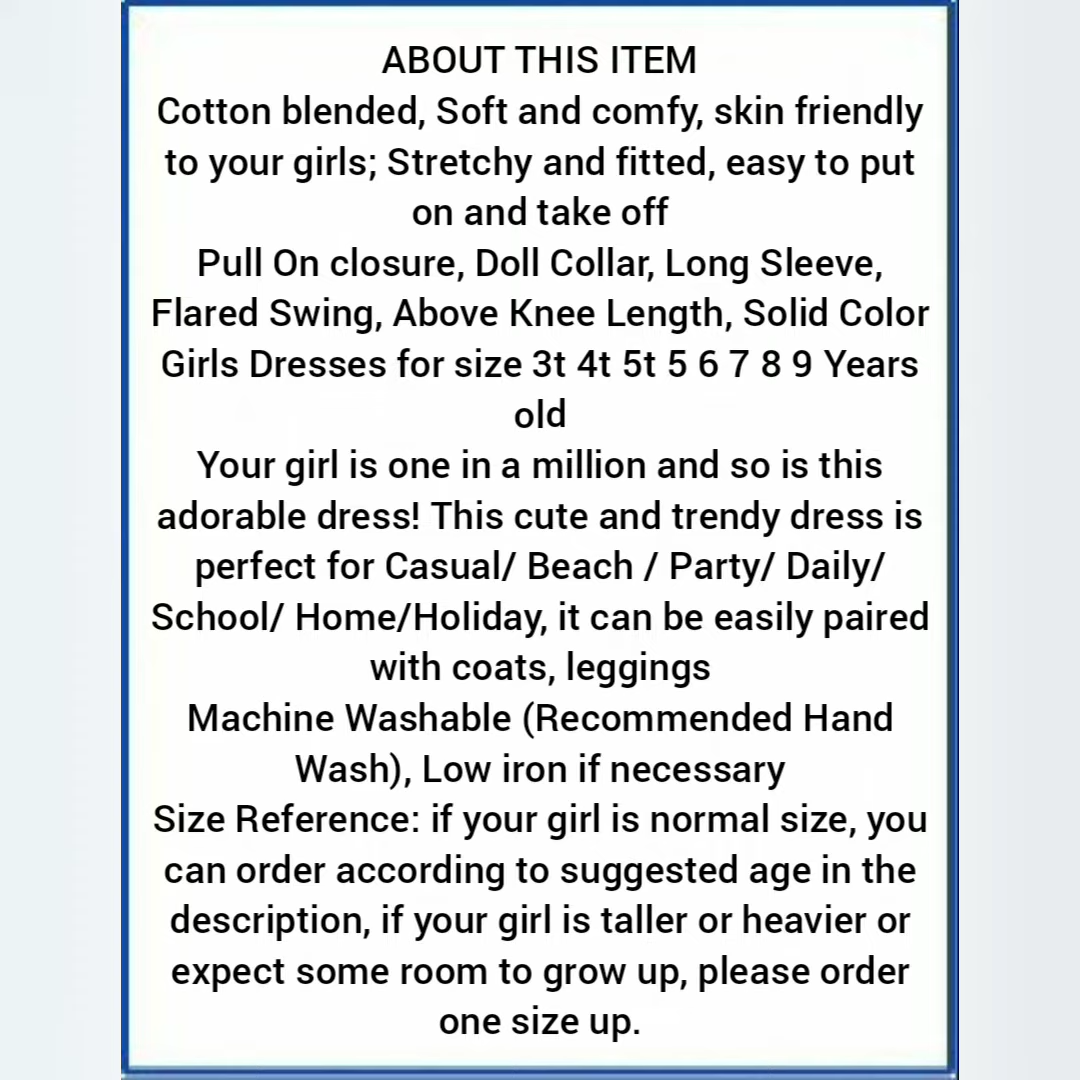 ABOUT THIS ITEM
Cotton blended, Soft and comfy, skin friendly
to your girls; Stretchy and fitted, easy to put
on and take off
Pull On closure, Doll Collar, Long Sleeve,
Flared Swing, Above Knee Length, Solid Color
Girls Dresses for size 3t 4t 5t 5 6 7 8 9 Years
old
Your girl is one in a million and so is this
adorable dress! This cute and trendy dress is
perfect for Casual/ Beach / Party/ Daily/
School/ Home/Holiday, it can be easily paired
with coats, leggings
Machine Washable (Recommended Hand
Wash), Low iron if necessary
Size Reference: if your girl is normal size, you
can order according to suggested age in the
description, if your girl is taller or heavier or
expect some room to grow up, please order
one size up.